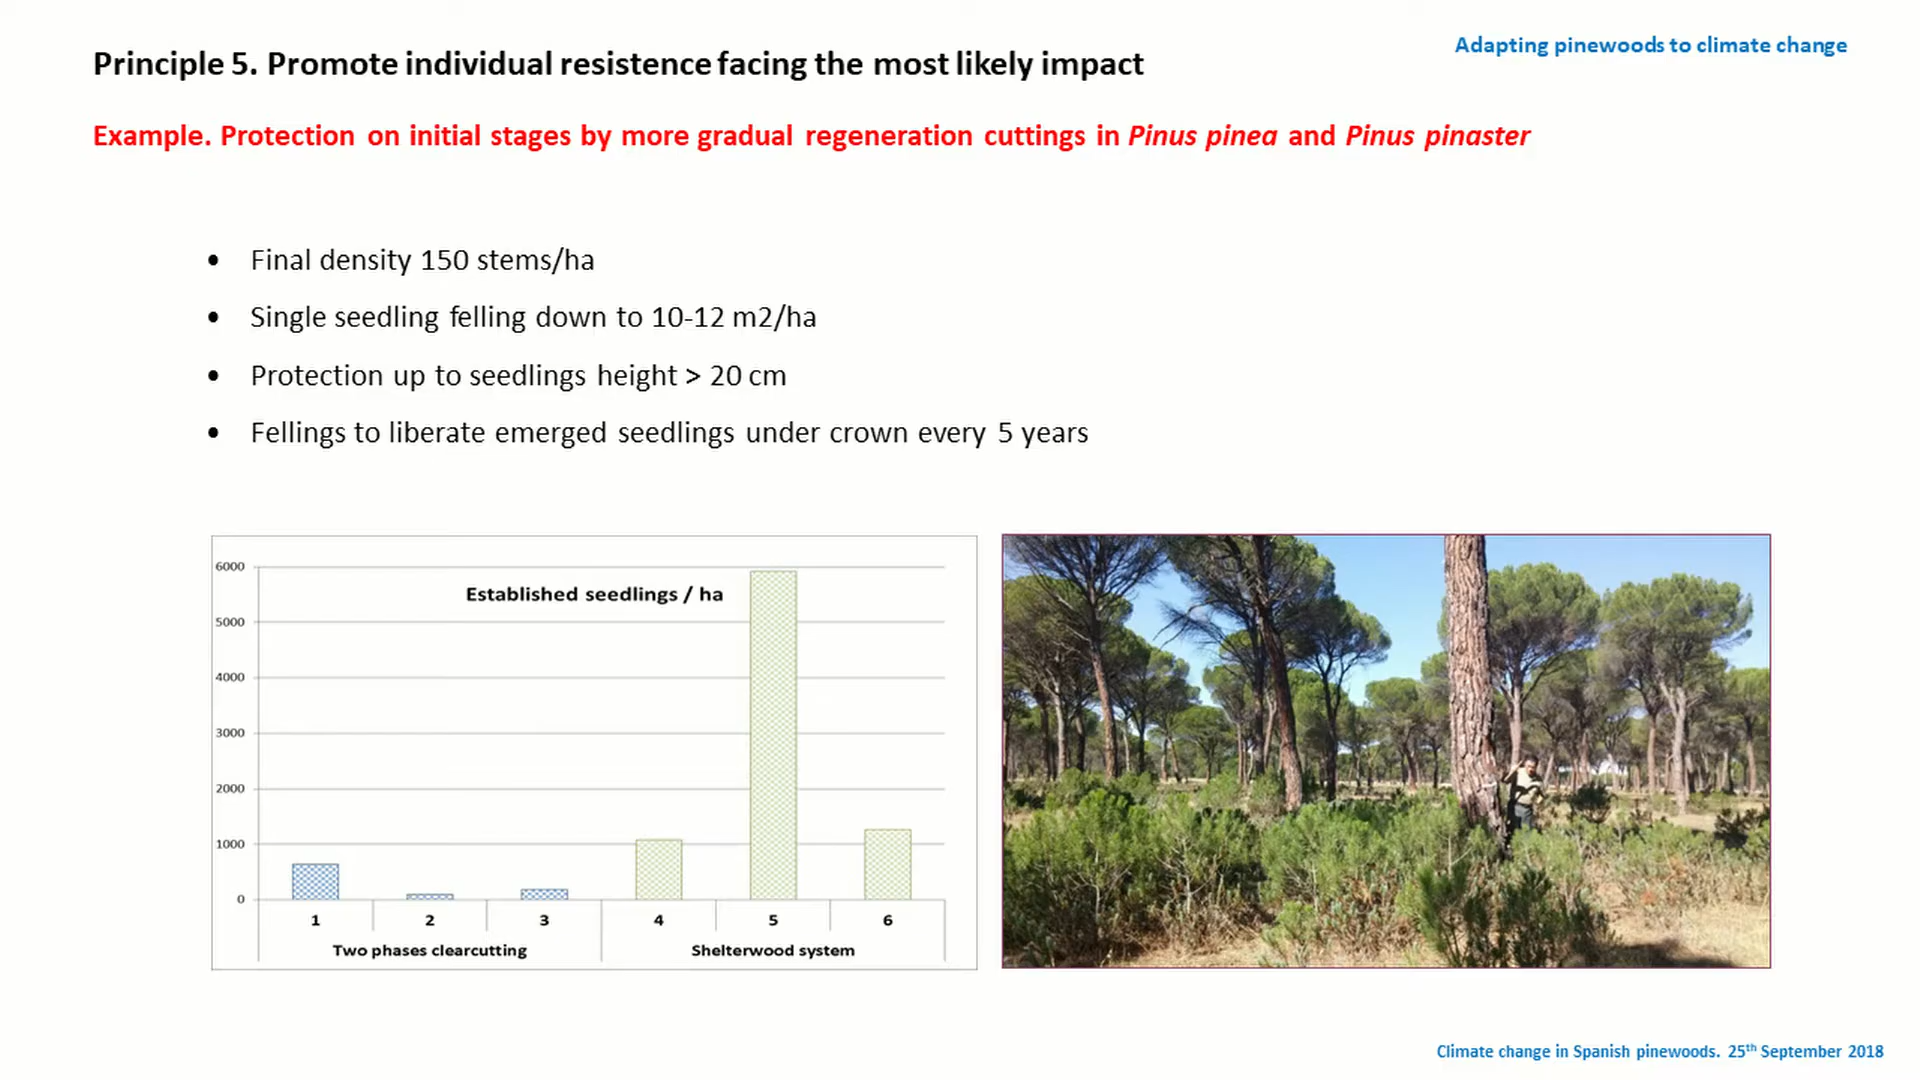 Adapting pinewoods to climate change
Principle 5. Promote individual resistence facing the most likely impact
Example. Protection on initial stages by more gradual regeneration cuttings in Pinus pinea and Pinus pinaster
• Final density 150 stems/ha
• Single seedling felling down to 10-12 m2/ha
• Protection up to seedlings height > 20 cm
• Fellings to liberate emerged seedlings under crown every 5 years
Established seedlings / ha
6000
5000
4000
3000
2000
1000
0
1 2 3 4 5 6
Two phases clearcutting Shelterwood system
Climate change in Spanish pinewoods. 25th September 2018